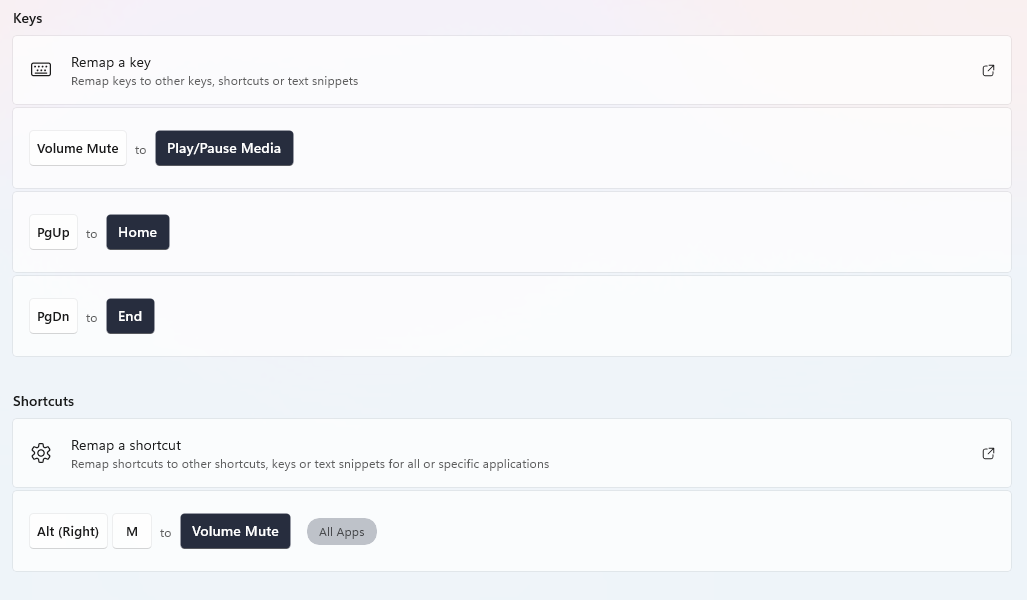 Keys
Remap a key
Remap keys to other keys, shortcuts or text snippets
Volume Mute to Play/Pause Media
PgUp to Home
PgDn to End
Shortcuts
Remap a shortcut
Remap shortcuts to other shortcuts, keys or text snippets for all or specific applications
Alt (Right) M to Volume Mute All Apps